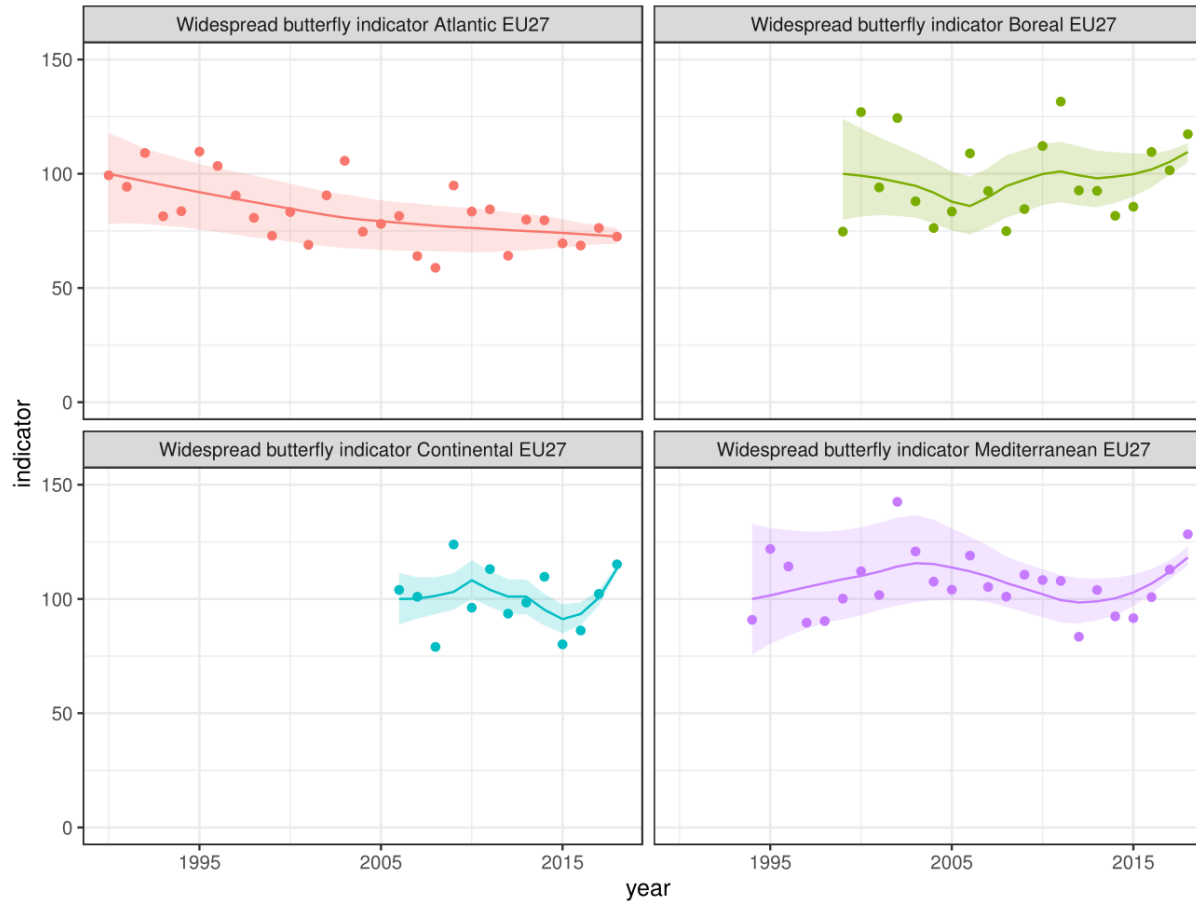 Widespread butterfly indicator Atlantic EU27
Widespread butterfly indicator Boreal EU27
150
100
50
0
Widespread butterfly indicator Continental EU27
Widespread butterfly indicator Mediterranean EU27
150
100
50
0
indicator
1995
2005
2015
1995
2005
2015
year